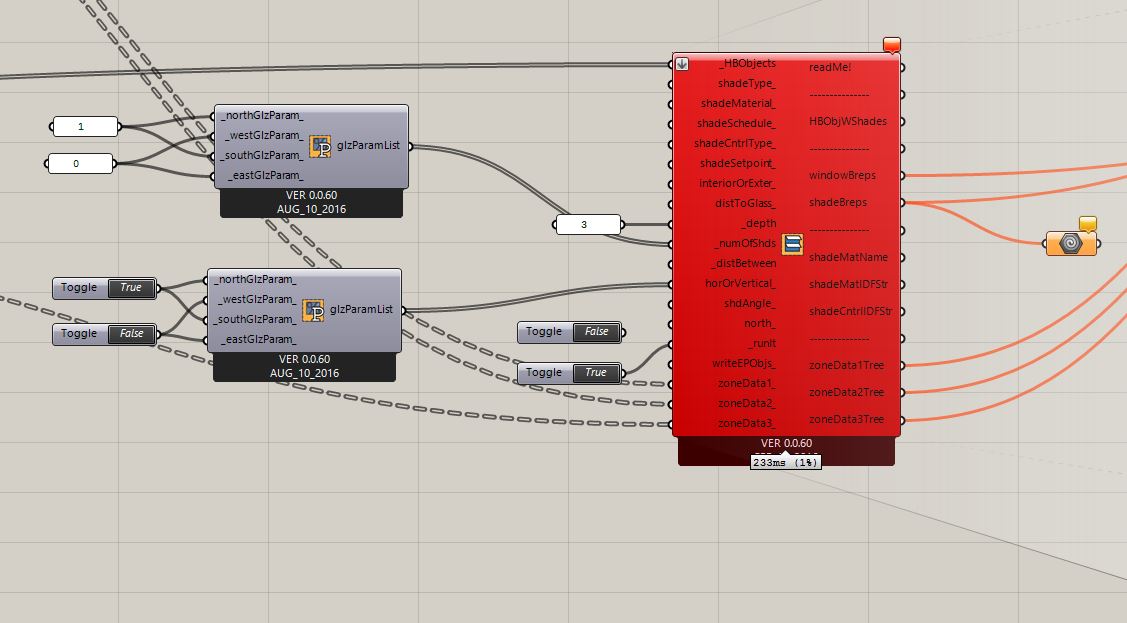 1
0
_northGlzParam_
_westGlzParam_
_southGlzParam_
_eastGlzParam_
glzParamList
VER 0.0.60
AUG_10_2016
Toggle True
Toggle False
_northGlzParam_
_westGlzParam_
_southGlzParam_
_eastGlzParam_
glzParamList
VER 0.0.60
AUG_10_2016
3
Toggle False
Toggle True
_HBObjects
shadeType_
shadeMaterial_
shadeSchedule_
shadeCntrlType_
shadeSetpoint_
interiorOrExter_
distToGlass_
_depth
_numOfShds
_distBetween
horOrVertical_
shdAngle_
north_
_runIt
writeEPObjs_
zoneData1_
zoneData2_
zoneData3_
readMe!
---------------
HBObjWShades
---------------
windowBreps
shadeBreps
---------------
shadeMatName
shadeMatIDFStr
shadeCntrlIDFStr
---------------
zoneData1Tree
zoneData2Tree
zoneData3Tree
VER 0.0.60
233ms (1%)